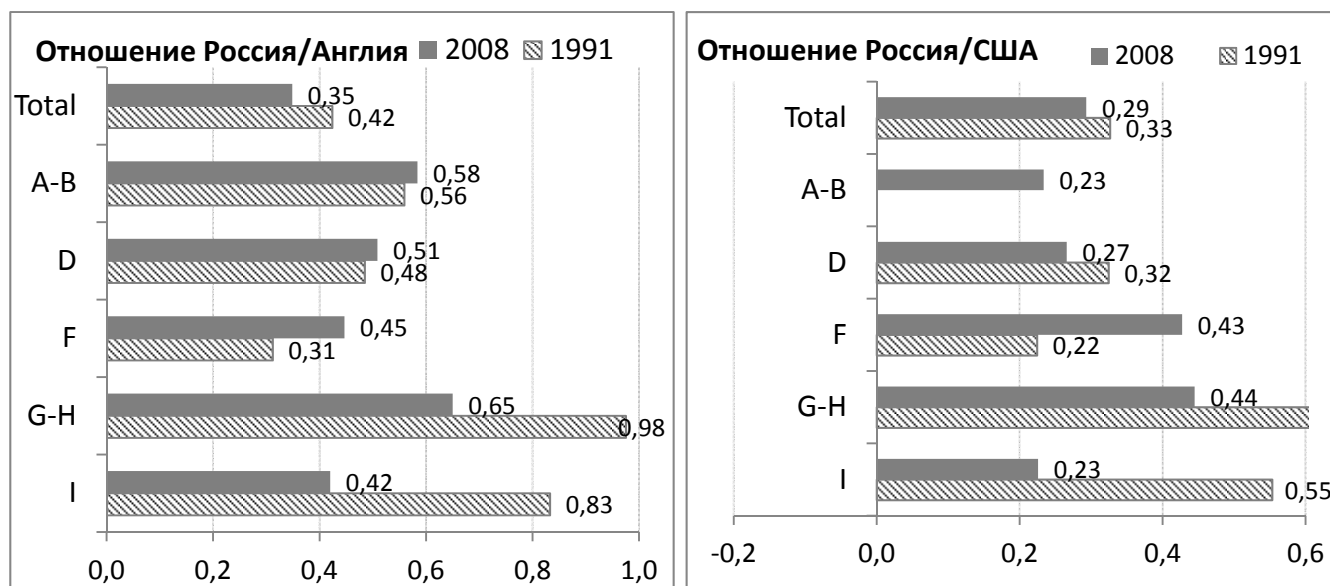 Отношение Россия/Англия 2008 1991
Total 0,35
0,42
A-B 0,58
0,56
D 0,51
0,48
F 0,45
0,31
G-H 0,65
0,98
I 0,42
0,83
0,0 0,2 0,4 0,6 0,8 1,0
Отношение Россия/США 2008 1991
Total 0,29
0,33
A-B 0,23
D 0,27
0,32
F 0,43
0,22
G-H 0,44
I 0,23
0,55
-0,2 0,0 0,2 0,4 0,6